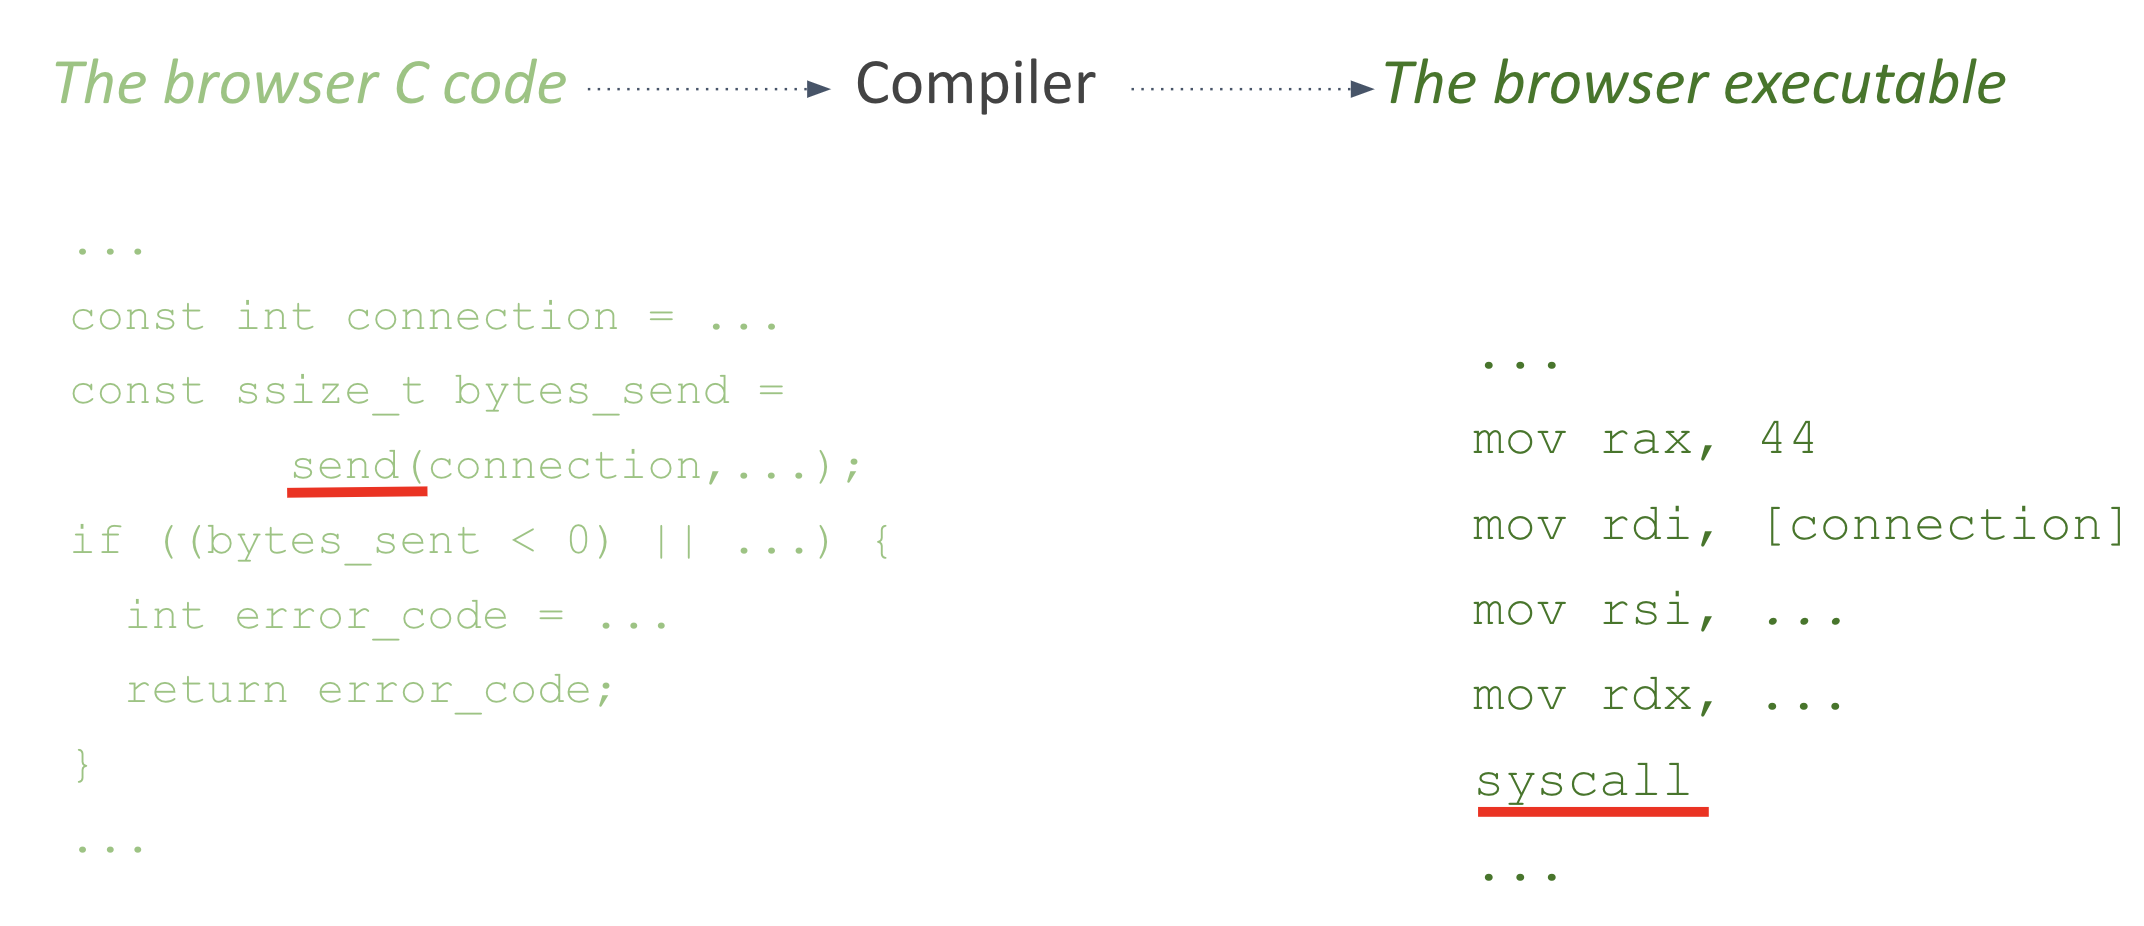 The browser C code Compiler The browser executable
...
const int connection = ...
const ssize_t bytes_send =
        send(connection,...);
if ((bytes_sent < 0) || ...) {
  int error_code = ...
  return error_code;
}
...
...
mov rax, 44
mov rdi, [connection]
mov rsi, ...
mov rdx, ...
syscall
...